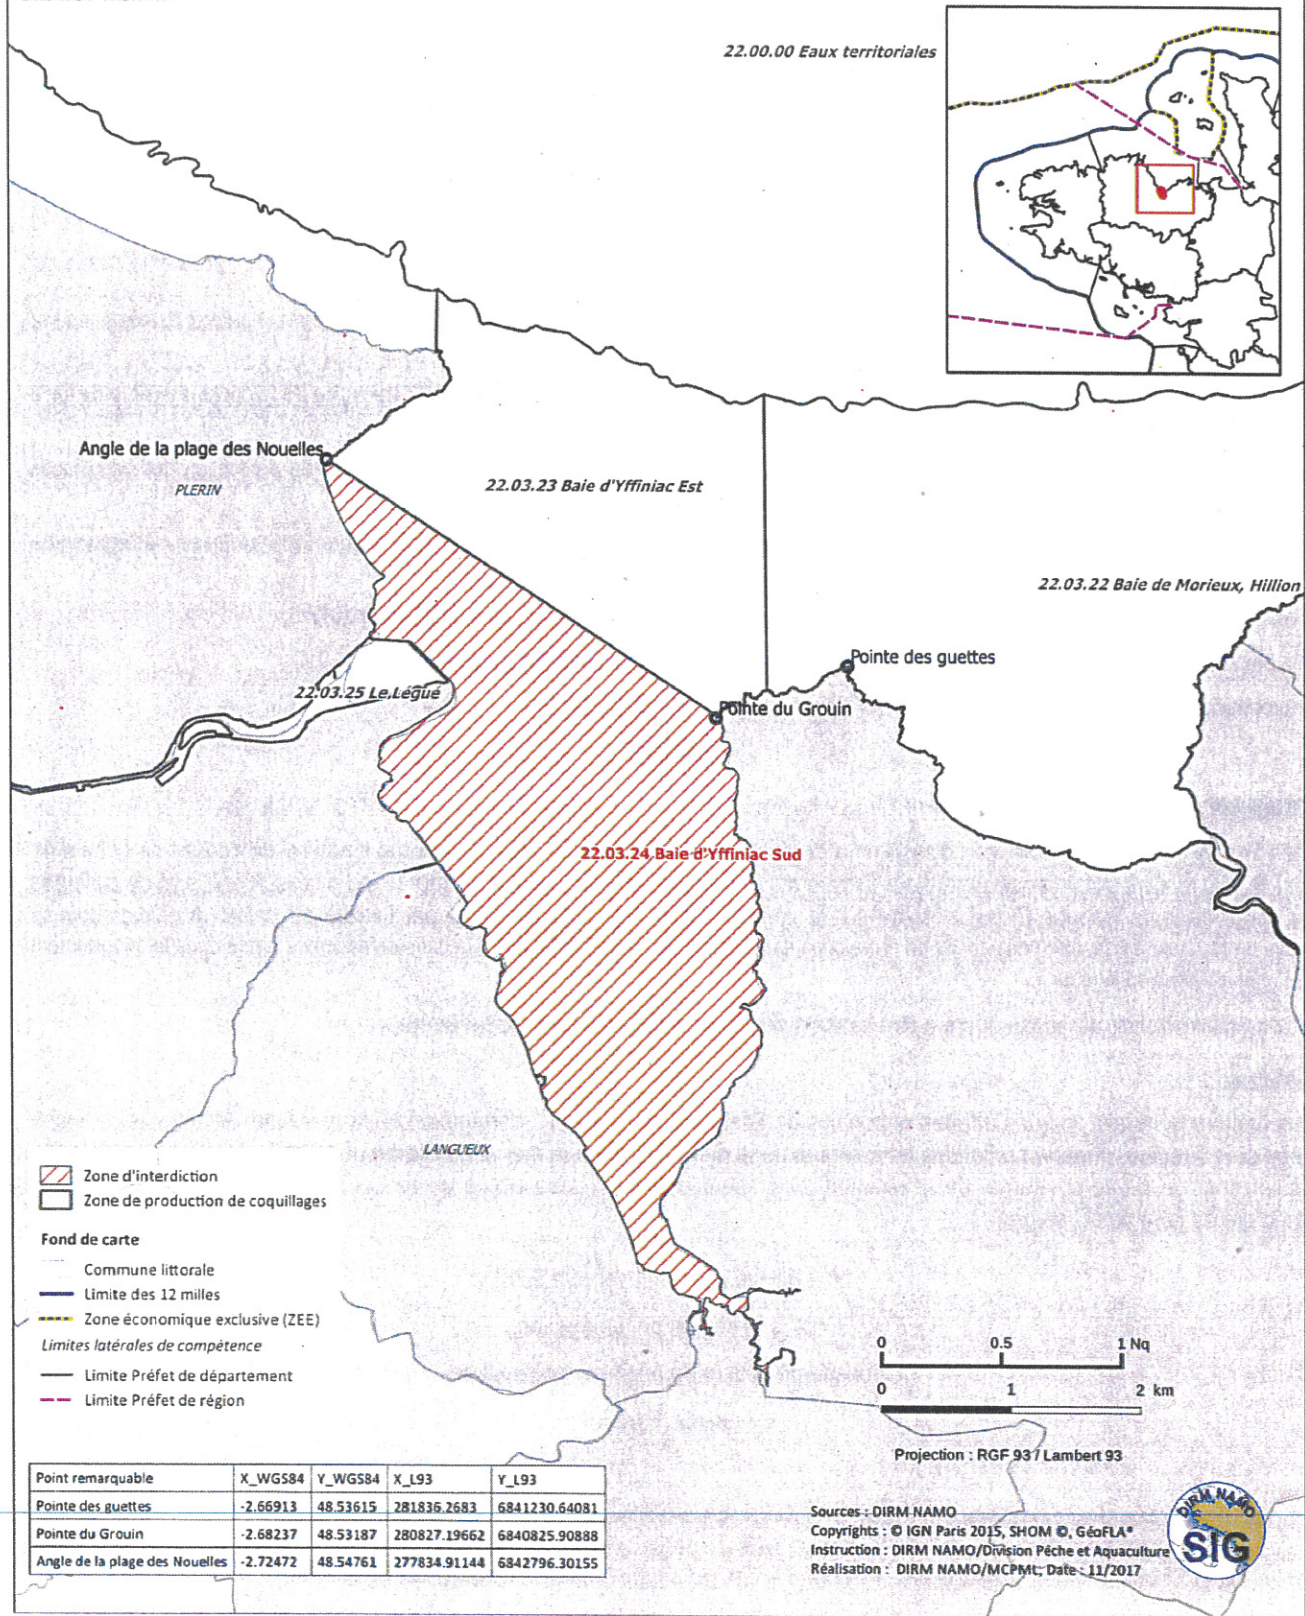 22.00.00 Eaux territoriales
Angle de la plage des Nouelles
PLERIN
22.03.23 Baie d'Yffiniac Est
22.03.22 Baie de Morieux, Hillion
Pointe des guettes
22.03.25 Le Légué
Pointe du Grouin
22.03.24 Baie d'Yffiniac Sud
LANGUEUX
Zone d'interdiction
Zone de production de coquillages
Fond de carte
Commune littorale
Limite des 12 milles
Zone économique exclusive (ZEE)
Limites latérales de compétence
Limite Préfet de département
Limite Préfet de région
0 0.5 1 Nq
0 1 2 km
Projection : RGF 93 / Lambert 93
Point remarquable X_WGS84 Y_WGS84 X_L93 Y_L93
Pointe des guettes -2.66913 48.53615 281836.2683 6841230.64081
Pointe du Grouin -2.68237 48.53187 280827.19662 6840825.90888
Angle de la plage des Nouelles -2.72472 48.54761 277834.91144 6842796.30155
Sources : DIRM NAMO
Copyrights : © IGN Paris 2015, SHOM ©, GéoFLA®
Instruction : DIRM NAMO/Division Pêche et Aquaculture
Réalisation : DIRM NAMO/MCPML, Date : 11/2017
DIRM NAMO
SIG